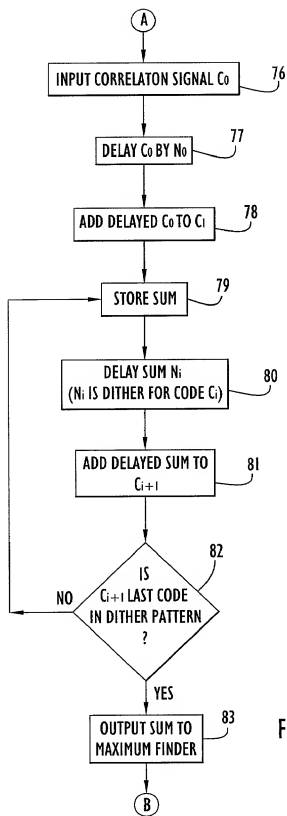 A
INPUT CORRELATON SIGNAL C0
76
DELAY C0 BY N0
77
ADD DELAYED C0 TO C1
78
STORE SUM
79
DELAY SUM Ni
(Ni IS DITHER FOR CODE Ci)
80
ADD DELAYED SUM TO
Ci+1
81
82
IS
Ci+1 LAST CODE
IN DITHER PATTERN
?
NO
YES
OUTPUT SUM TO
MAXIMUM FINDER
83
F
B